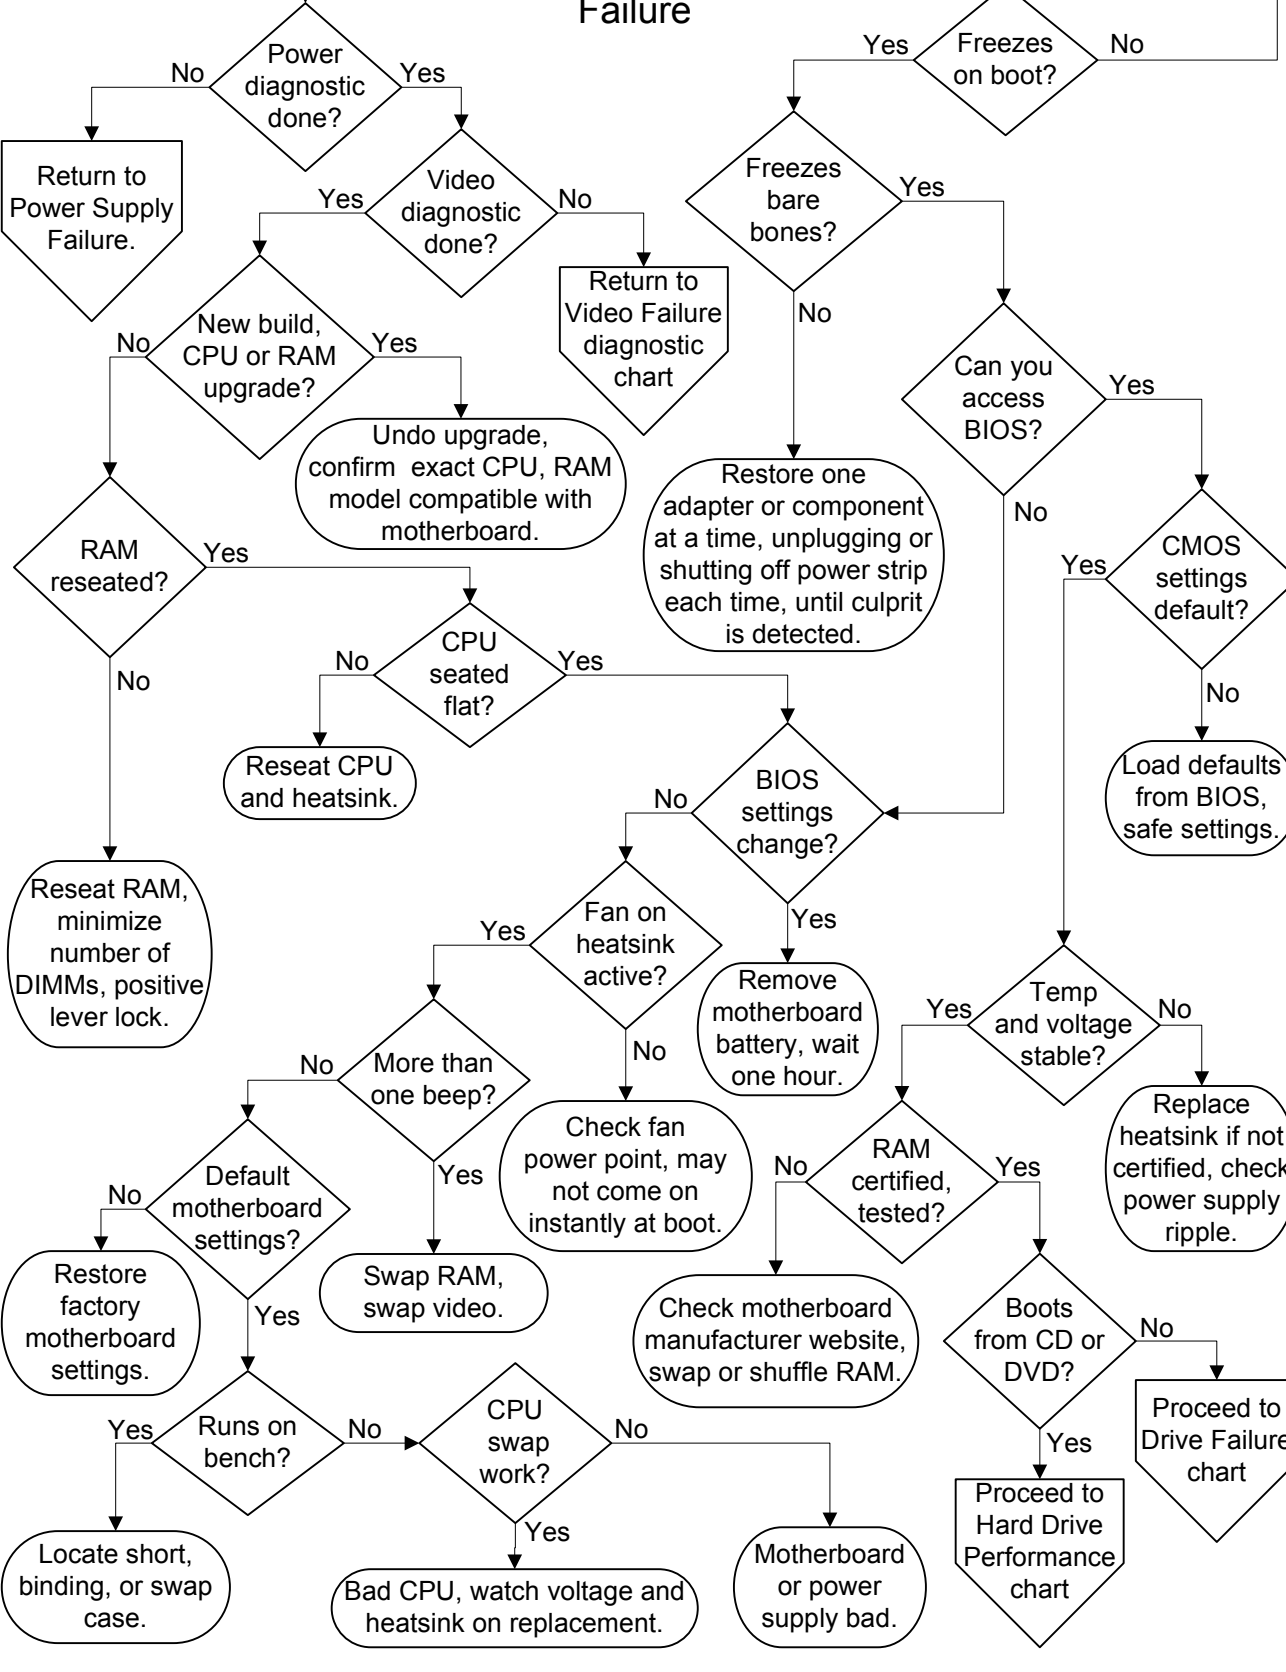 Failure
Power
diagnostic
done?
No
Yes
Freezes
on boot?
Yes
No
Return to
Power Supply
Failure.
Video
diagnostic
done?
Yes
No
Freezes
bare
bones?
Yes
No
Return to
Video Failure
diagnostic
chart
New build,
CPU or RAM
upgrade?
No
Yes
Can you
access
BIOS?
Yes
No
Undo upgrade,
confirm exact CPU, RAM
model compatible with
motherboard.
Restore one
adapter or component
at a time, unplugging or
shutting off power strip
each time, until culprit
is detected.
RAM
reseated?
Yes
No
CMOS
settings
default?
Yes
No
CPU
seated
flat?
No
Yes
Reseat CPU
and heatsink.
BIOS
settings
change?
No
Yes
Load defaults
from BIOS,
safe settings.
Reseat RAM,
minimize
number of
DIMMs, positive
lever lock.
Fan on
heatsink
active?
Yes
No
Remove
motherboard
battery, wait
one hour.
Temp
and voltage
stable?
Yes
No
More than
one beep?
No
Yes
Check fan
power point, may
not come on
instantly at boot.
RAM
certified,
tested?
No
Yes
Replace
heatsink if not
certified, check
power supply
ripple.
Default
motherboard
settings?
No
Yes
Restore
factory
motherboard
settings.
Swap RAM,
swap video.
Check motherboard
manufacturer website,
swap or shuffle RAM.
Boots
from CD or
DVD?
No
Yes
Runs on
bench?
Yes
No
CPU
swap
work?
No
Yes
Proceed to
Drive Failure
chart
Proceed to
Hard Drive
Performance
chart
Locate short,
binding, or swap
case.
Bad CPU, watch voltage and
heatsink on replacement.
Motherboard
or power
supply bad.